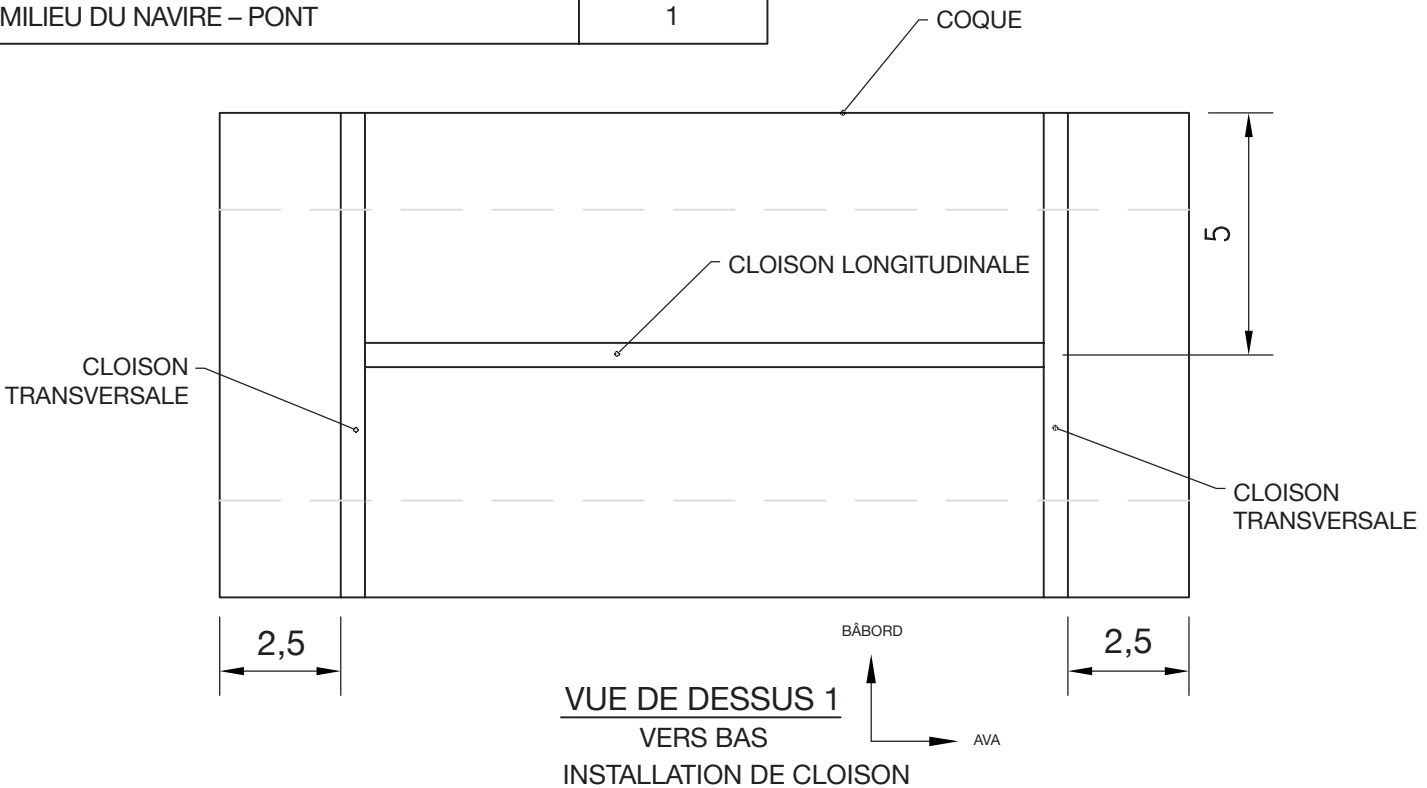 MILIEU DU NAVIRE – PONT 1
COQUE
5
CLOISON LONGITUDINALE
CLOISON
TRANSVERSALE
CLOISON
TRANSVERSALE
2,5
2,5
BÂBORD
AVA
VUE DE DESSUS 1
VERS BAS
INSTALLATION DE CLOISON